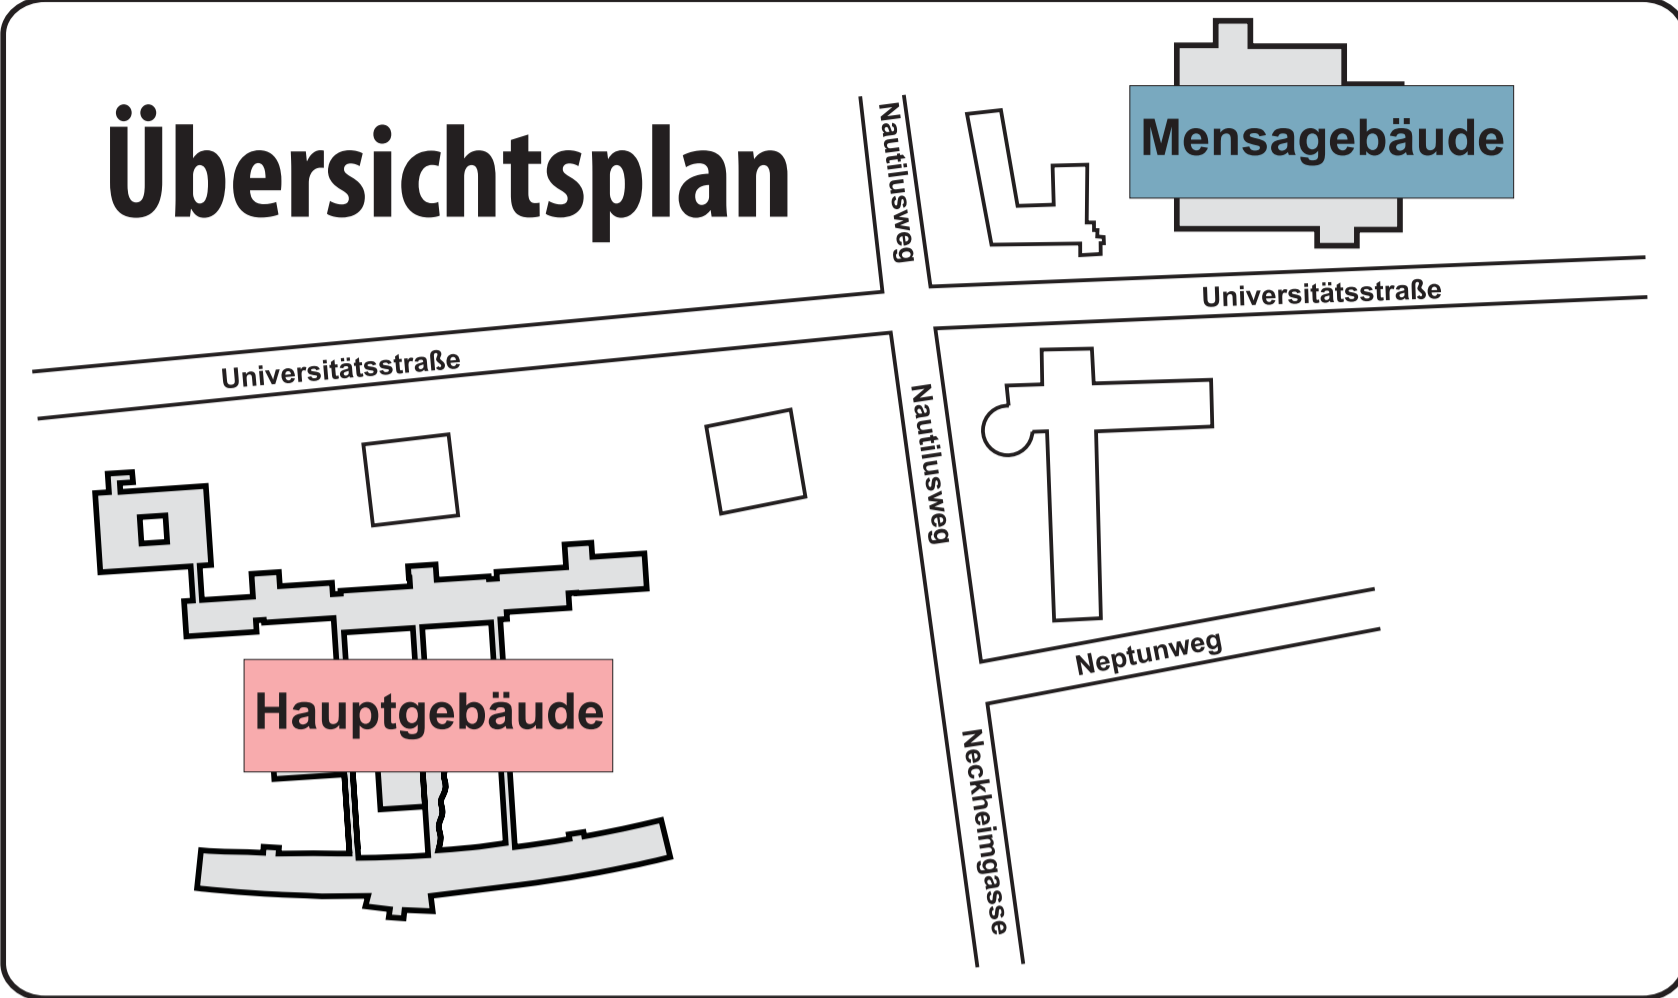 Übersichtsplan
Nautilusweg
Mensagebäude
Universitätsstraße
Universitätsstraße
Nautilusweg
Hauptgebäude
Neptunweg
Neckheimgasse